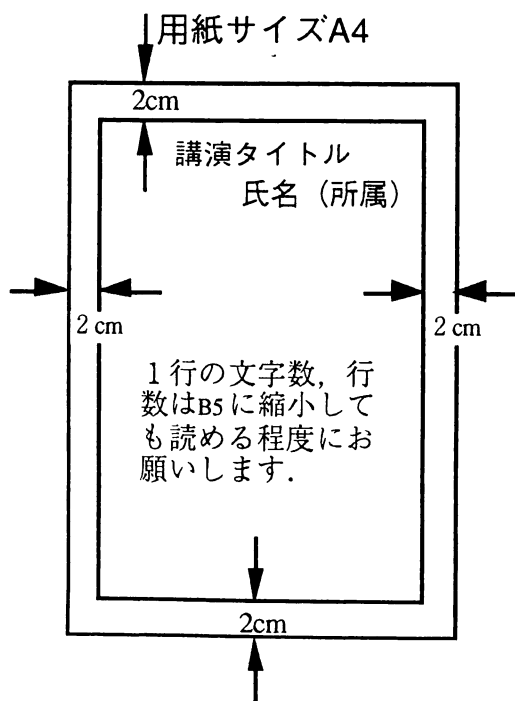 用紙サイズA4
2cm
講演タイトル
氏名（所属）
2 cm
2 cm
1行の文字数，行
数はB5に縮小して
も読める程度にお
願いします．
2cm